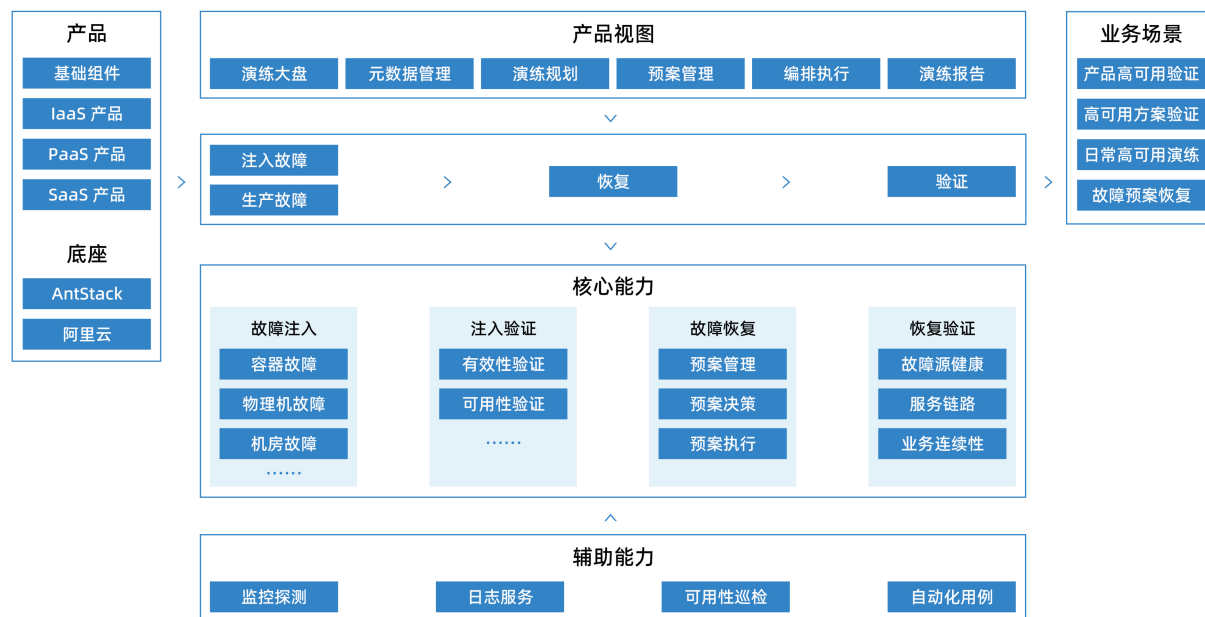 产品
基础组件
IaaS 产品
PaaS 产品
SaaS 产品
底座
AntStack
阿里云
产品视图
演练大盘
元数据管理
演练规划
预案管理
编排执行
演练报告
注入故障
生产故障
恢复
验证
核心能力
故障注入
容器故障
物理机故障
机房故障
······
注入验证
有效性验证
可用性验证
······
故障恢复
预案管理
预案决策
预案执行
恢复验证
故障源健康
服务链路
业务连续性
辅助能力
监控探测
日志服务
可用性巡检
自动化用例
业务场景
产品高可用验证
高可用方案验证
日常高可用演练
故障预案恢复